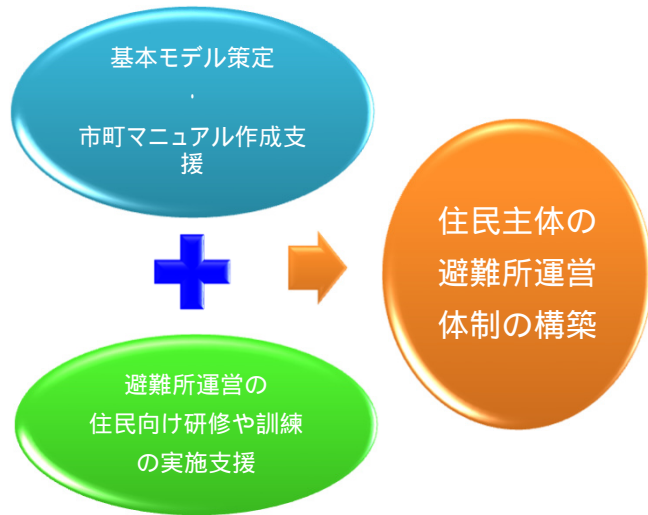 基本モデル策定
・
市町マニュアル作成支
援
避難所運営の
住民向け研修や訓練
の実施支援
住民主体の
避難所運営
体制の構築